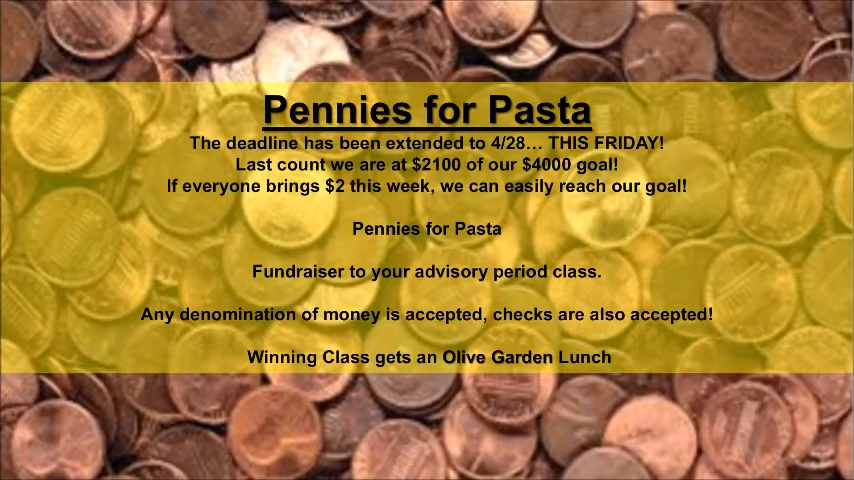 Pennies for Pasta
The deadline has been extended to 4/28... THIS FRIDAY!
Last count we are at $2100 of our $4000 goal!
If everyone brings $2 this week, we can easily reach our goal!
Pennies for Pasta
Fundraiser to your advisory period class.
Any denomination of money is accepted, checks are also accepted!
Winning Class gets an Olive Garden Lunch